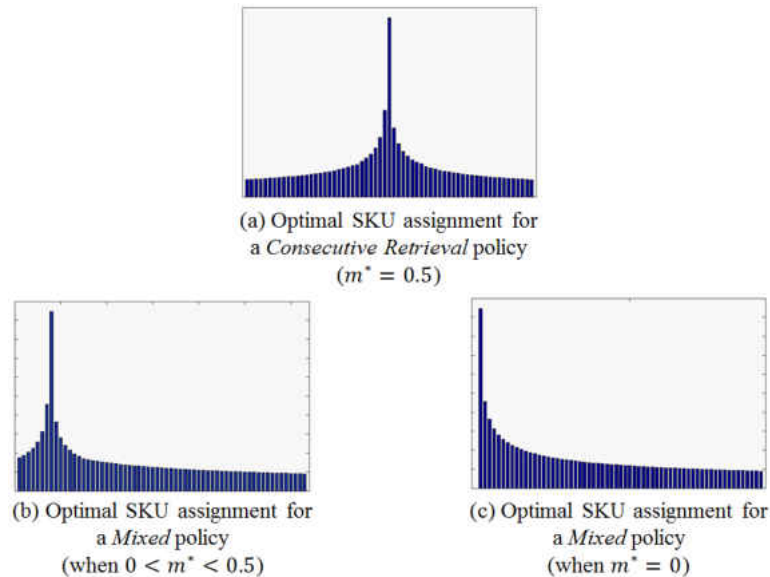 (a) Optimal SKU assignment for
a Consecutive Retrieval policy
(m* = 0.5)
(b) Optimal SKU assignment for
a Mixed policy
(when 0 < m* < 0.5)
(c) Optimal SKU assignment for
a Mixed policy
(when m* = 0)